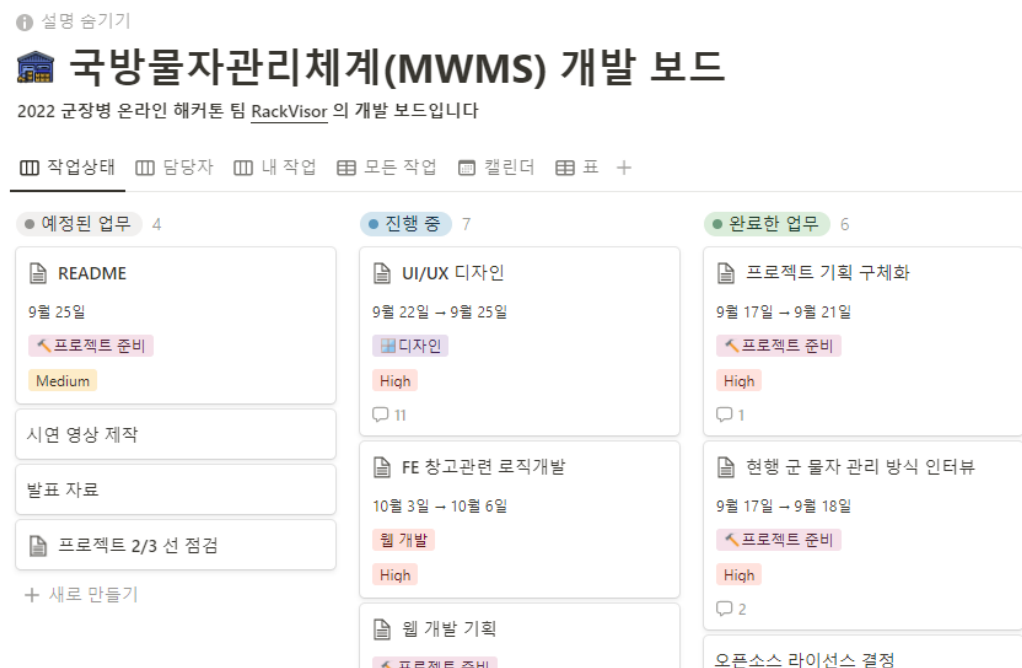 설명 숨기기
국방물자관리체계(MWMS) 개발 보드
2022 군장병 온라인 해커톤 팀 RackVisor 의 개발 보드입니다
작업상태 담당자 내 작업 모든 작업 캘린더 표
예정된 업무 4
README
9월 25일
프로젝트 준비
Medium
시연 영상 제작
발표 자료
프로젝트 2/3 선 점검
+ 새로 만들기
진행 중 7
UI/UX 디자인
9월 22일 → 9월 25일
디자인
High
11
FE 창고관련 로직개발
10월 3일 → 10월 6일
웹 개발
High
웹 개발 기획
프로젝트 준비
완료한 업무 6
프로젝트 기획 구체화
9월 17일 → 9월 21일
프로젝트 준비
High
1
현행 군 물자 관리 방식 인터뷰
9월 17일 → 9월 18일
프로젝트 준비
High
2
오픈소스 라이선스 결정